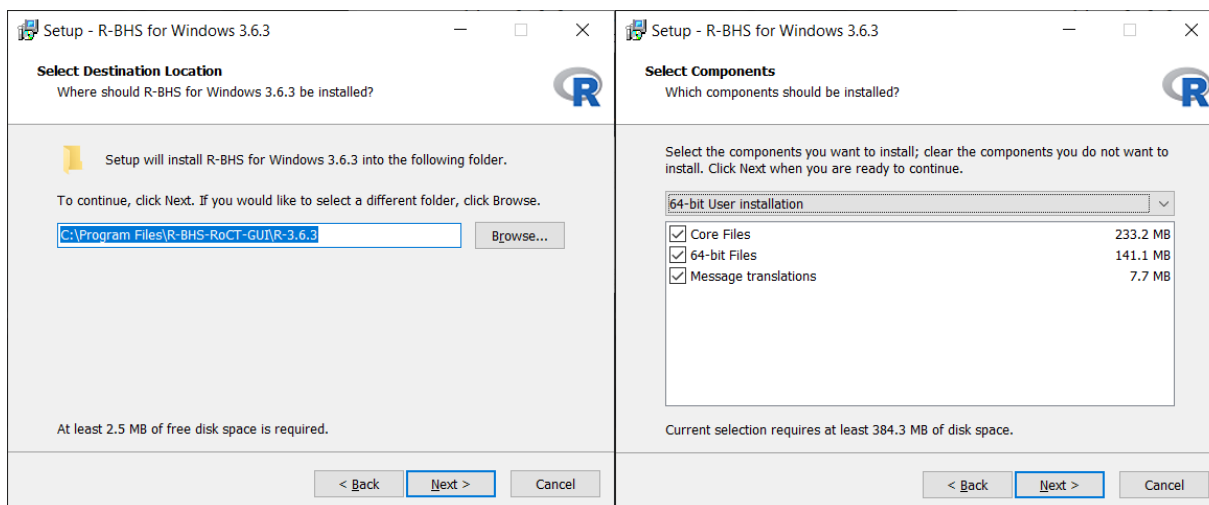 Setup - R-BHS for Windows 3.6.3
Select Destination Location
Where should R-BHS for Windows 3.6.3 be installed?
R
Setup will install R-BHS for Windows 3.6.3 into the following folder.
To continue, click Next. If you would like to select a different folder, click Browse.
C:\Program Files\R-BHS-RoCT-GUI\R-3.6.3
Browse...
At least 2.5 MB of free disk space is required.
< Back Next > Cancel
Setup - R-BHS for Windows 3.6.3
Select Components
Which components should be installed?
R
Select the components you want to install; clear the components you do not want to
install. Click Next when you are ready to continue.
64-bit User installation
Core Files 233.2 MB
64-bit Files 141.1 MB
Message translations 7.7 MB
Current selection requires at least 384.3 MB of disk space.
< Back Next > Cancel